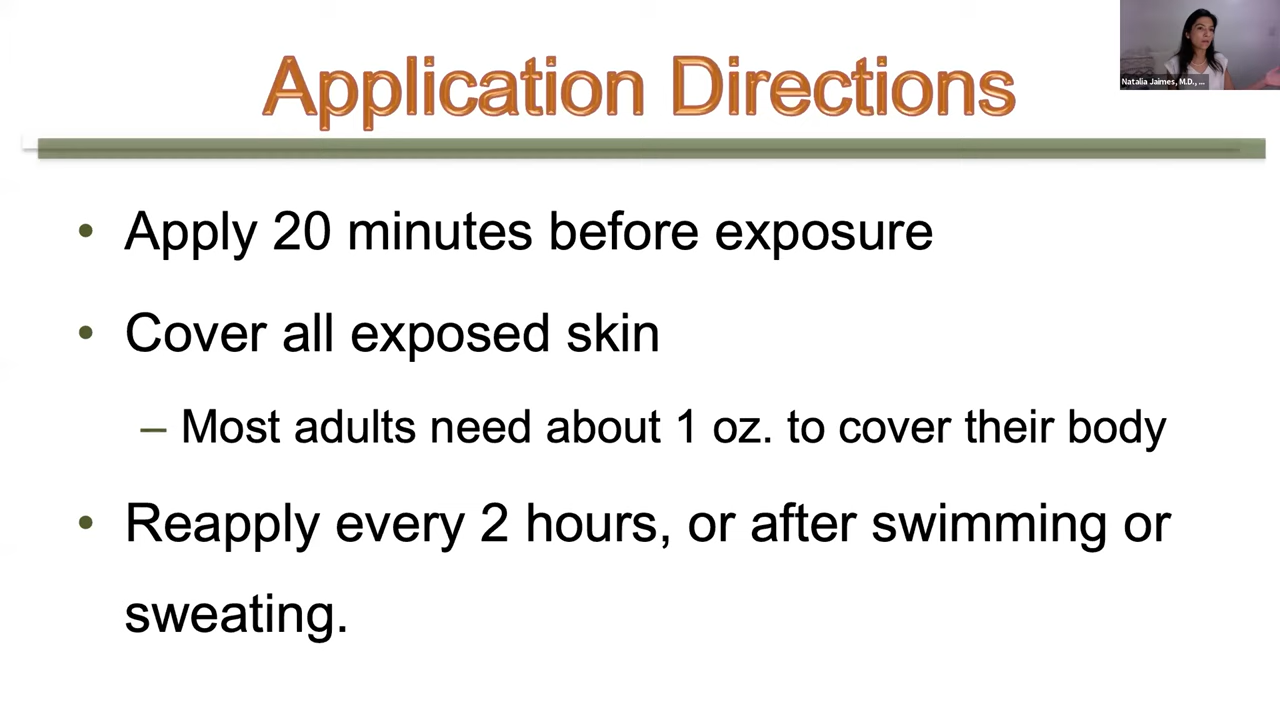 Application Directions
Natalia Jaimes, M.D., ...
• Apply 20 minutes before exposure
• Cover all exposed skin
– Most adults need about 1 oz. to cover their body
• Reapply every 2 hours, or after swimming or
sweating.